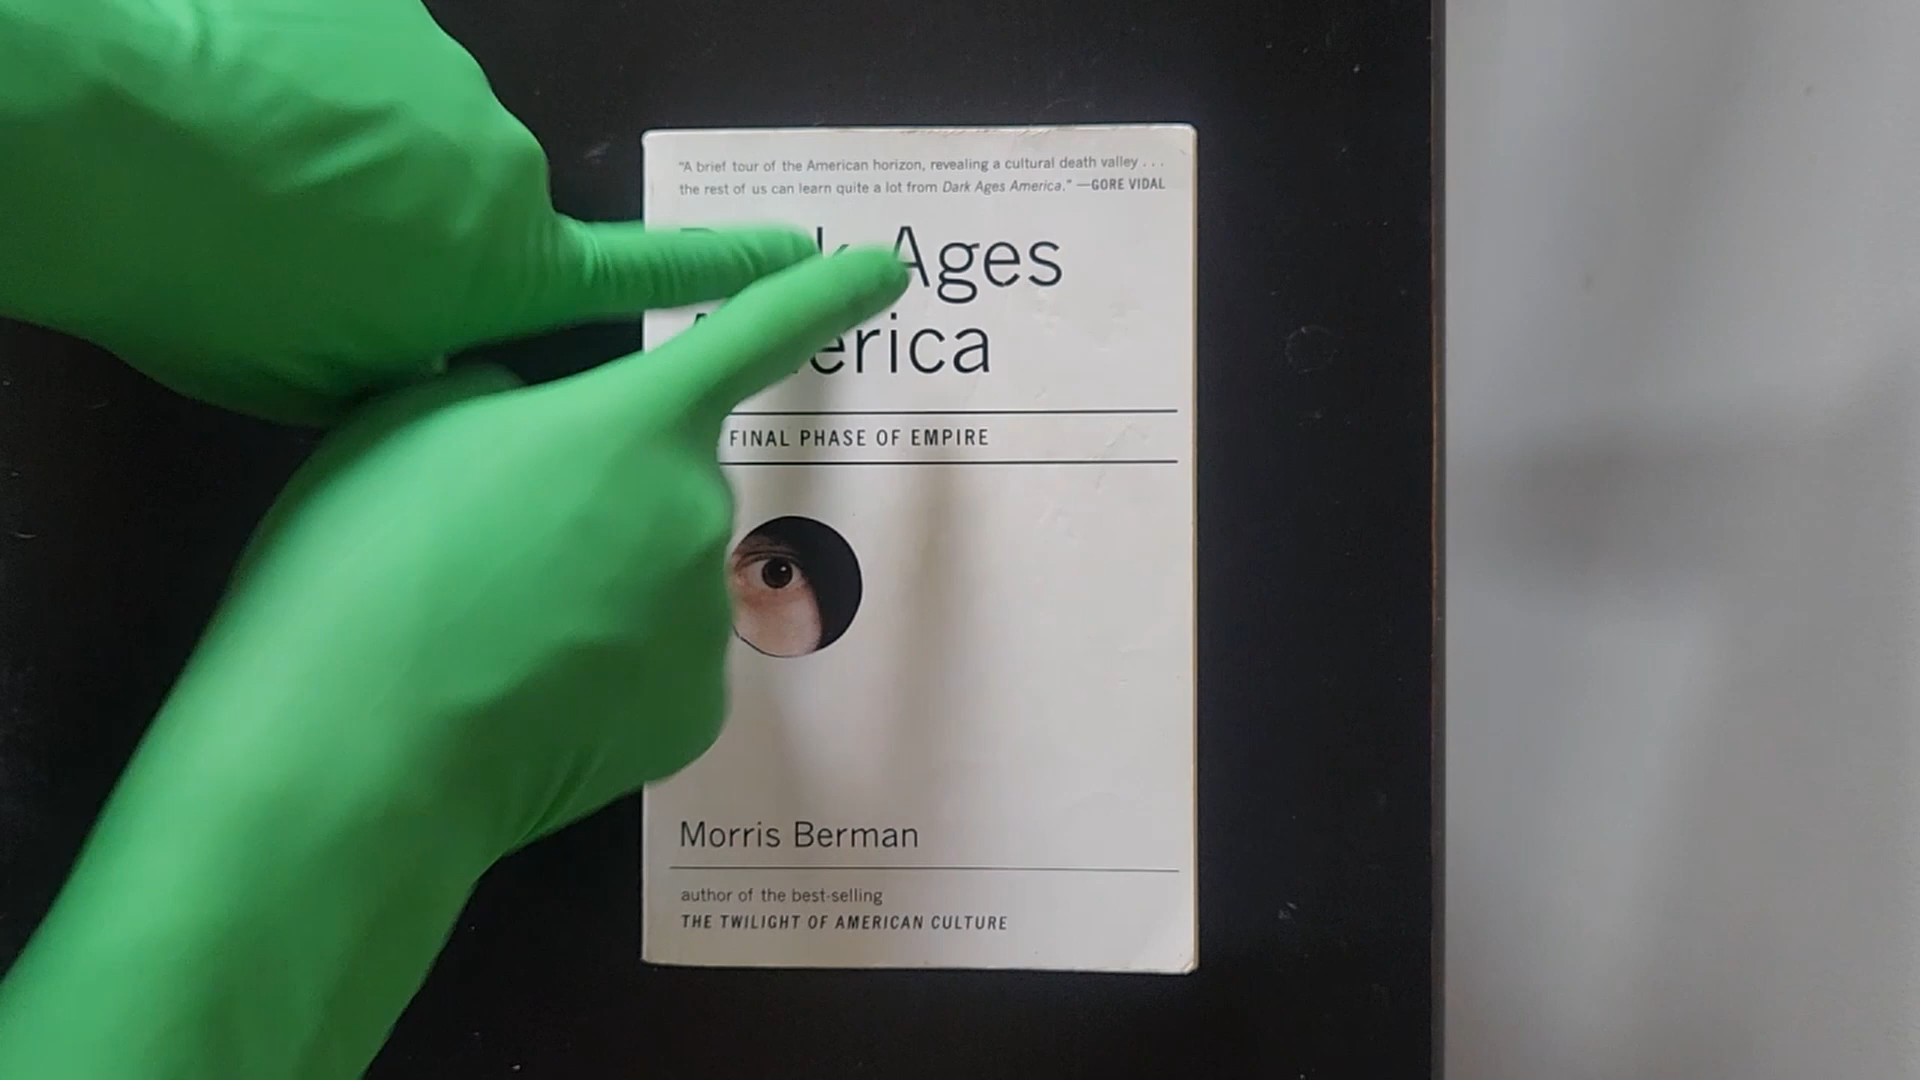 "A brief tour of the American horizon, revealing a cultural death valley . . .
the rest of us can learn quite a lot from Dark Ages America." —GORE VIDAL
Ages
FINAL PHASE OF EMPIRE
Morris Berman
author of the best-selling
THE TWILIGHT OF AMERICAN CULTURE